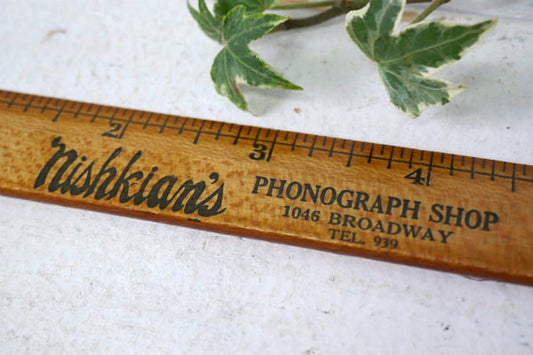 2 3 4
Nishkian's
PHONOGRAPH SHOP
1046 BROADWAY
TEL. 939